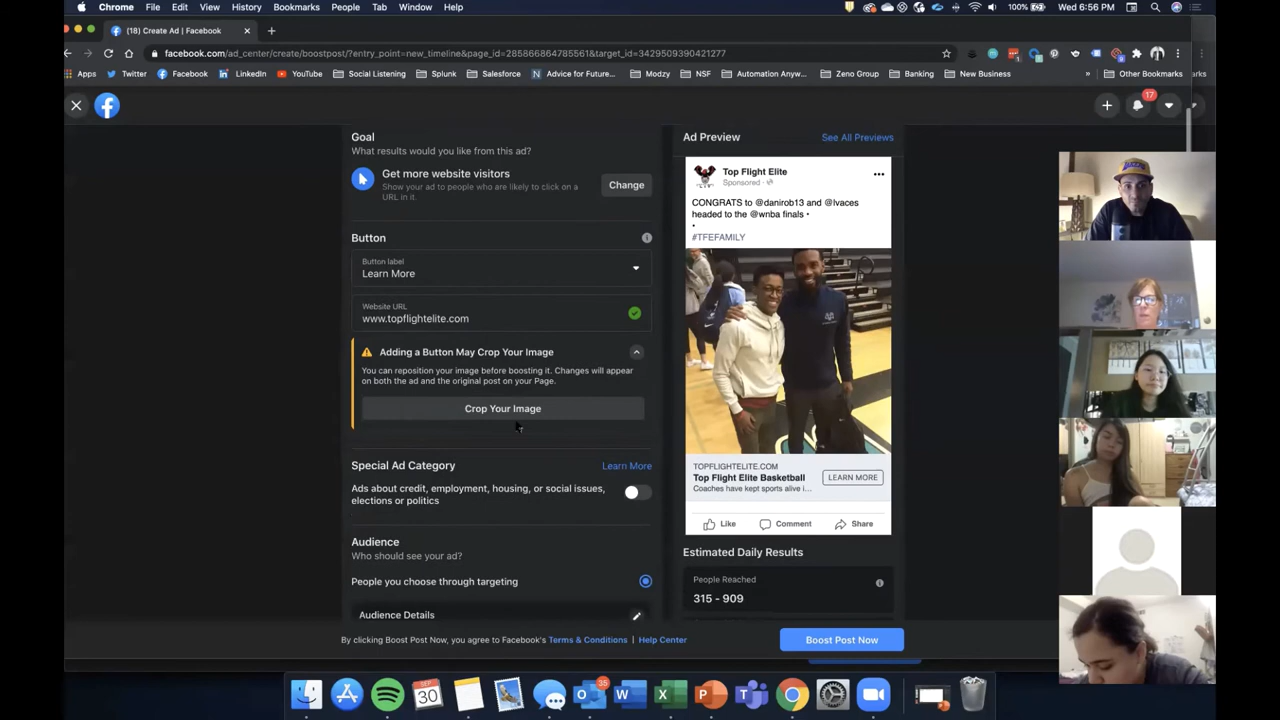 Chrome File Edit View History Bookmarks People Tab Window Help
100% Wed 6:56 PM
(18) Create Ad | Facebook
facebook.com/ad_center/create/boostpost/?entry_point=new_timeline&page_id=285866864785561&target_id=3429509390421277
Apps Twitter Facebook LinkedIn YouTube Social Listening Splunk Salesforce Advice for Future... Modzy NSF Automation Anyw... Zeno Group Banking New Business » Other Bookmarks
17
Goal
What results would you like from this ad?
Get more website visitors
Show your ad to people who are likely to click on a
URL in it.
Change
Button
Button label
Learn More
Website URL
www.topflightelite.com
Adding a Button May Crop Your Image
You can reposition your image before boosting it. Changes will appear
on both the ad and the original post on your Page.
Crop Your Image
Special Ad Category
Learn More
Ads about credit, employment, housing, or social issues,
elections or politics
Audience
Who should see your ad?
People you choose through targeting
Audience Details
Ad Preview
See All Previews
Top Flight Elite
Sponsored ·
CONGRATS to @danirob13 and @lvaces
headed to the @wnba finals •
•
#TFEFAMILY
TOPFLIGHTELITE.COM
Top Flight Elite Basketball
Coaches have kept sports alive i...
LEARN MORE
Like Comment Share
Estimated Daily Results
People Reached
315 - 909
By clicking Boost Post Now, you agree to Facebook's Terms & Conditions | Help Center
Boost Post Now
SEP
30
35